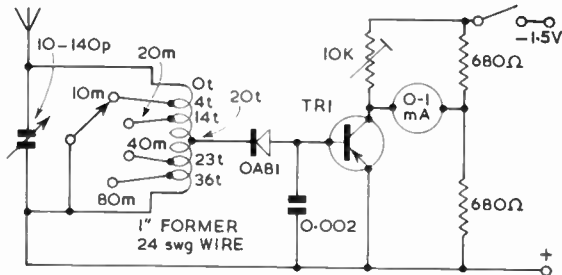 10-140p
20m
10m
0t
4t
14t
20t
40m
23t
36t
80m
1" FORMER
24 swg WIRE
OA81
0·002
TR1
10K
0-1
mA
680Ω
680Ω
-1.5V
+